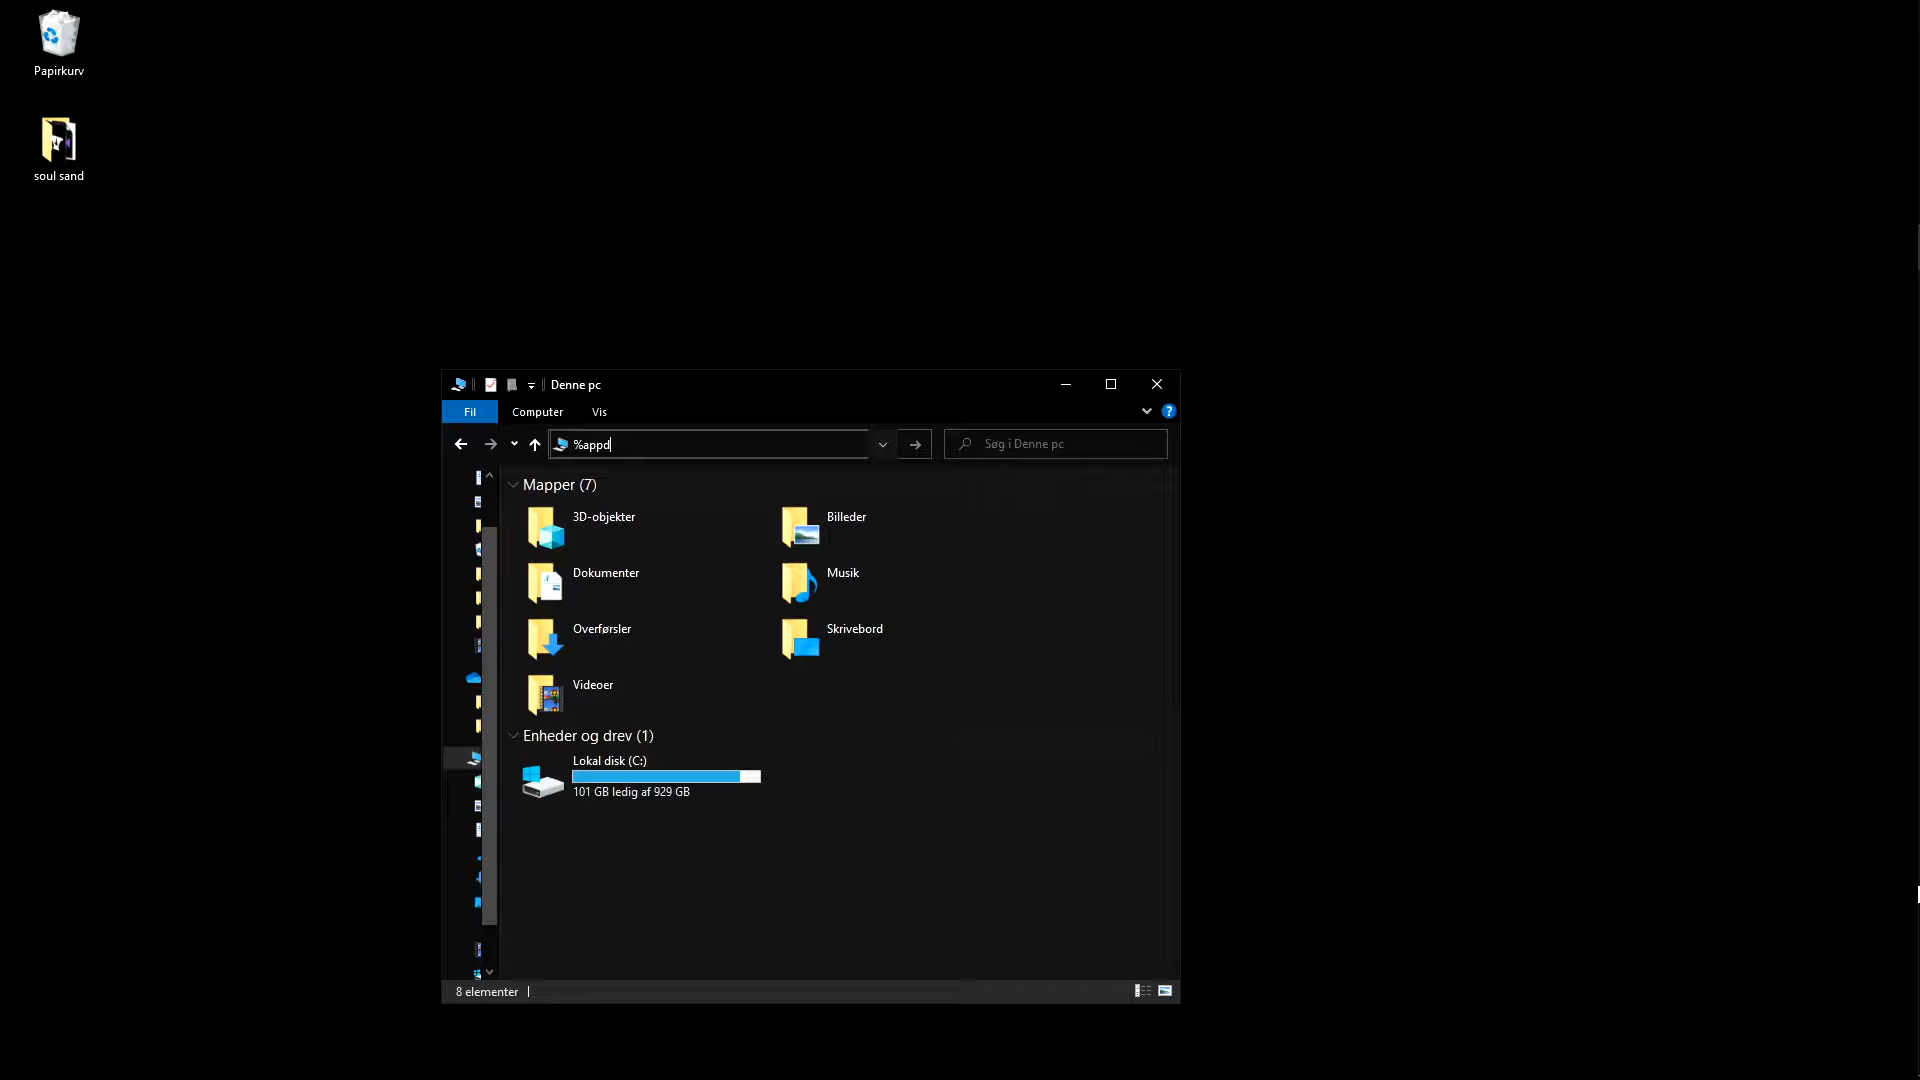 Papirkurv
soul sand
Denne pc
Fil Computer Vis
%appd
Søg i Denne pc
Mapper (7)
3D-objekter Billeder
Dokumenter Musik
Overførsler Skrivebord
Videoer
Enheder og drev (1)
Lokal disk (C:)
101 GB ledig af 929 GB
8 elementer